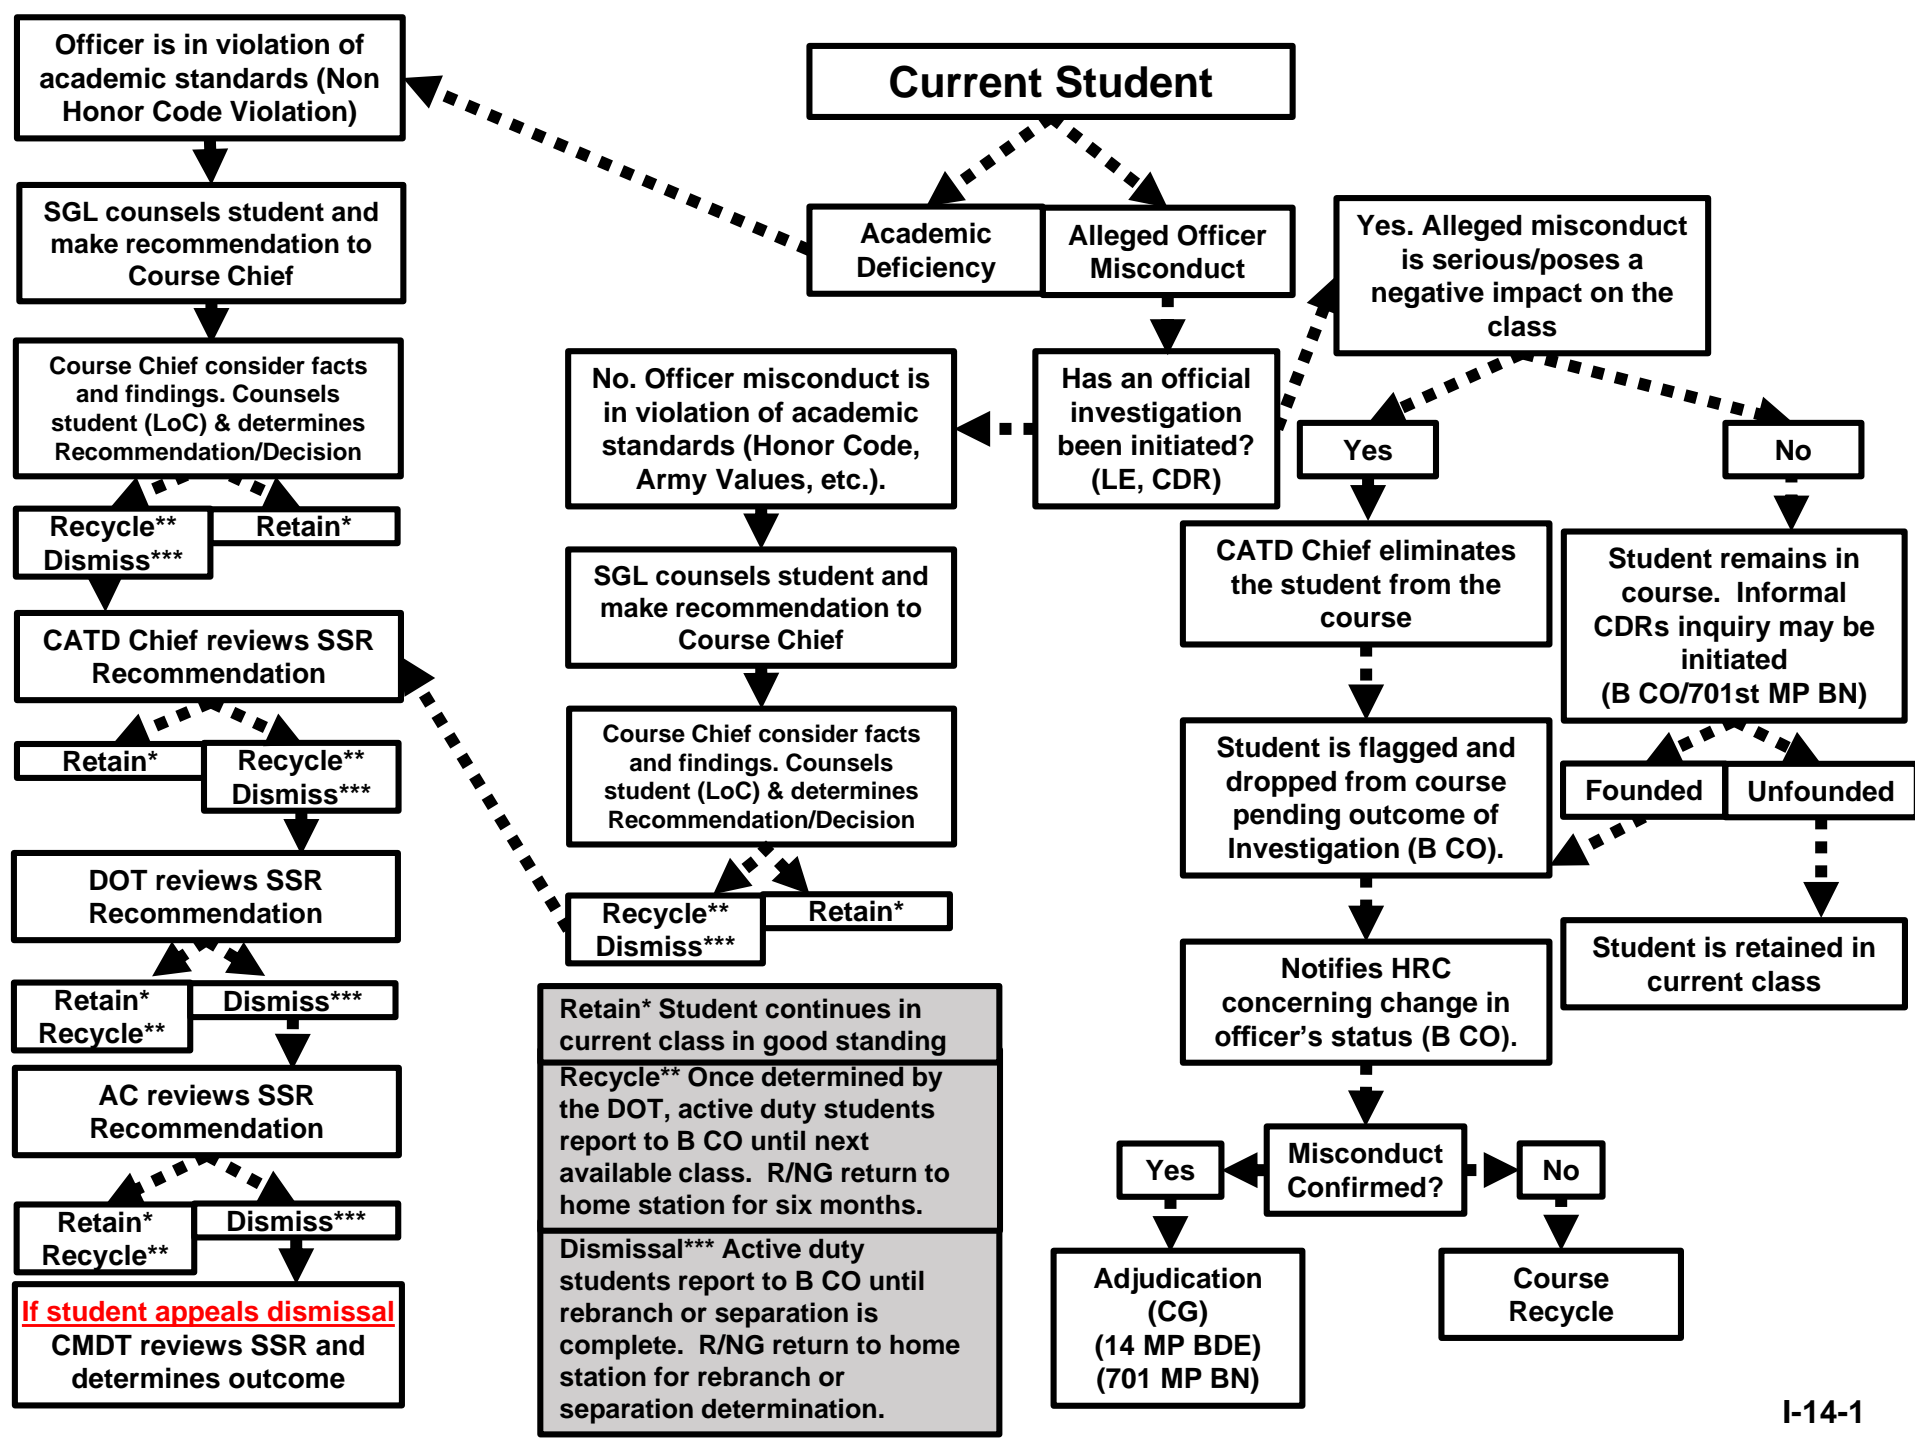 Current Student
Academic
Deficiency
Alleged Officer
Misconduct
Officer is in violation of
academic standards (Non
Honor Code Violation)
SGL counsels student and
make recommendation to
Course Chief
Course Chief consider facts
and findings. Counsels
student (LoC) & determines
Recommendation/Decision
Recycle**
Dismiss***
Retain*
CATD Chief reviews SSR
Recommendation
Retain*
Recycle**
Dismiss***
DOT reviews SSR
Recommendation
Retain*
Recycle**
Dismiss***
AC reviews SSR
Recommendation
Retain*
Recycle**
Dismiss***
If student appeals dismissal
CMDT reviews SSR and
determines outcome
Has an official
investigation
been initiated?
(LE, CDR)
No. Officer misconduct is
in violation of academic
standards (Honor Code,
Army Values, etc.).
SGL counsels student and
make recommendation to
Course Chief
Course Chief consider facts
and findings. Counsels
student (LoC) & determines
Recommendation/Decision
Recycle**
Dismiss***
Retain*
Retain* Student continues in
current class in good standing
Recycle** Once determined by
the DOT, active duty students
report to B CO until next
available class.  R/NG return to
home station for six months.
Dismissal*** Active duty
students report to B CO until
rebranch or separation is
complete.  R/NG return to home
station for rebranch or
separation determination.
Yes. Alleged misconduct
is serious/poses a
negative impact on the
class
Yes
No
CATD Chief eliminates
the student from the
course
Student is flagged and
dropped from course
pending outcome of
Investigation (B CO).
Notifies HRC
concerning change in
officer’s status (B CO).
Misconduct
Confirmed?
Yes
No
Adjudication
(CG)
(14 MP BDE)
(701 MP BN)
Course
Recycle
Student remains in
course.  Informal
CDRs inquiry may be
initiated
(B CO/701st MP BN)
Founded
Unfounded
Student is retained in
current class
I-14-1